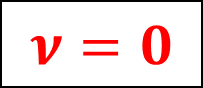 ν = 0